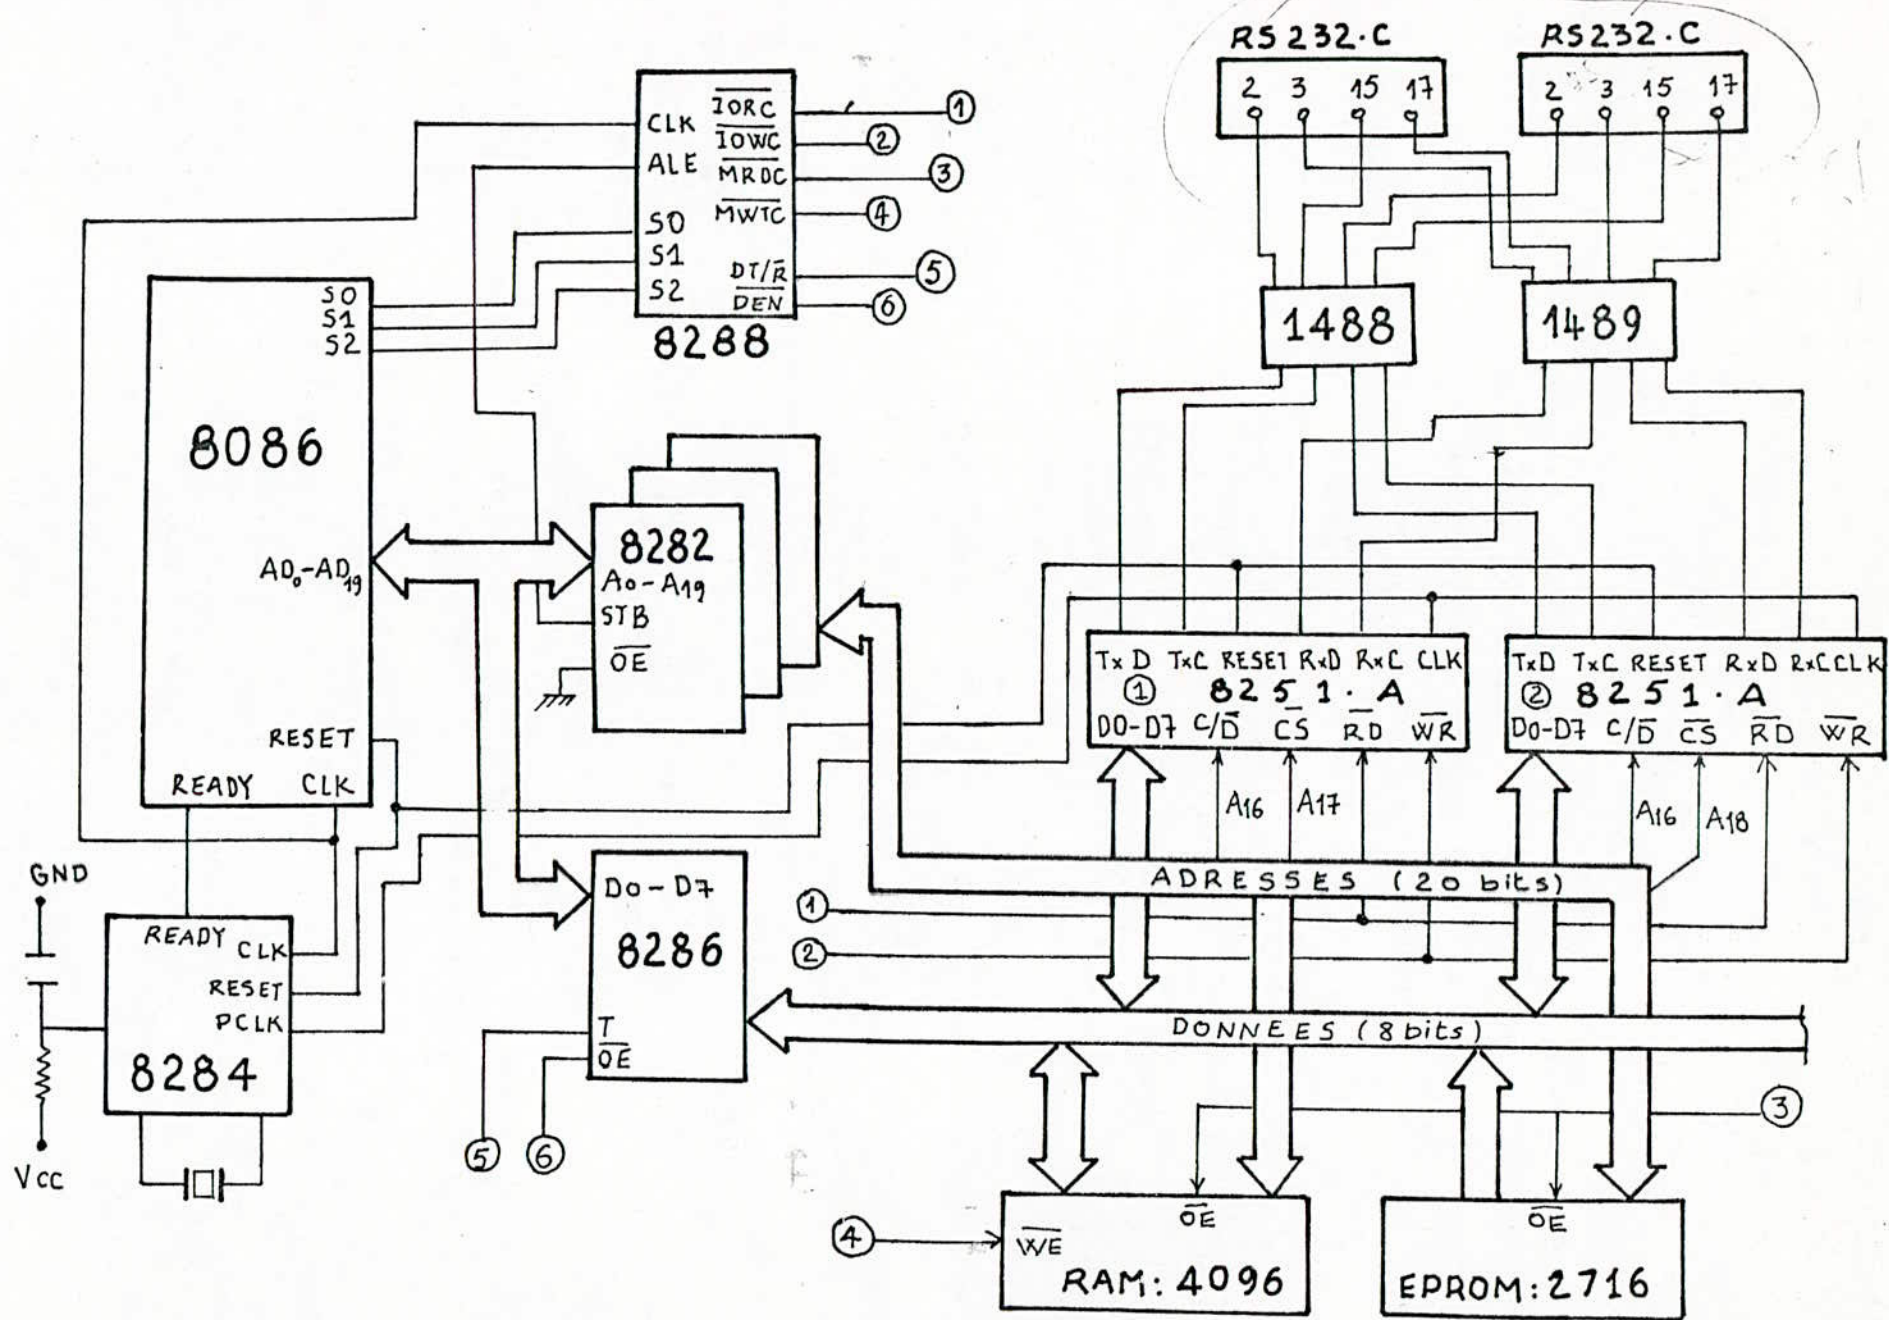 RS232.C
2 3 15 17
RS232.C
2 3 15 17
CLK
ALE
S0
S1
S2
IORC
IOWC
MRDC
MWTC
DT/R
DEN
8288
1
2
3
4
5
6
S0
S1
S2
8086
AD0-AD19
RESET
READY CLK
1488
1489
8282
A0-A19
STB
OE
TxD TxC RESET RxD RxC CLK
1 8251.A
D0-D7 C/D CS RD WR
TxD TxC RESET RxD RxC CLK
2 8251.A
D0-D7 C/D CS RD WR
A16 A17
A16 A18
GND
READY
CLK
RESET
PCLK
8284
VCC
D0-D7
8286
T
OE
5 6
ADRESSES (20 bits)
1
2
DONNEES (8 bits)
3
4
WE
OE
RAM: 4096
OE
EPROM: 2716